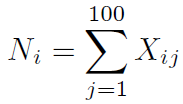 N_i = \sum_{j=1}^{100} X_{ij}